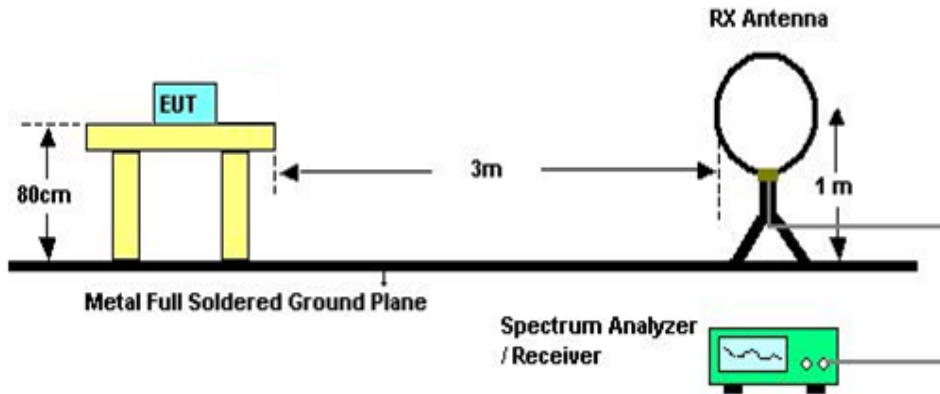 RX Antenna
EUT
80cm
3m
1 m
Metal Full Soldered Ground Plane
Spectrum Analyzer
/ Receiver